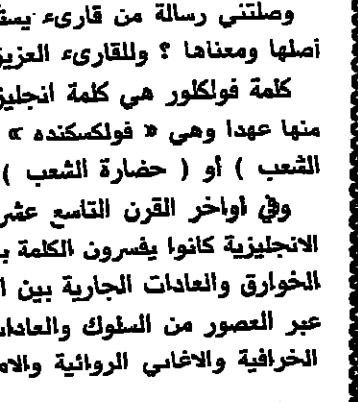 وصلتني رسالة من قارىء يسة
أصلها ومعناها ؟ وللقارىء العزيز
كلمة فولكلور هي كلمة انجليز
منها عهدا وهي « فولكسكنده »
الشعب ) أو ( حضارة الشعب )
وفي أواخر القرن التاسع عشر
الانجليزية كانوا يفسرون الكلمة ب
الخوارق والعادات الجارية بين ا
عبر العصور من السلوك والعادات
الخرافية والاغاني الروائية والام